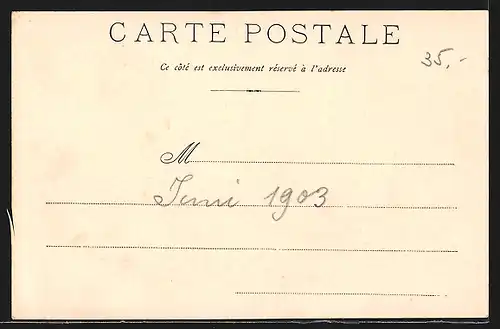 CARTE POSTALE
35,-
Ce côté est exclusivement réservé à l'adresse
M
Juni 1903